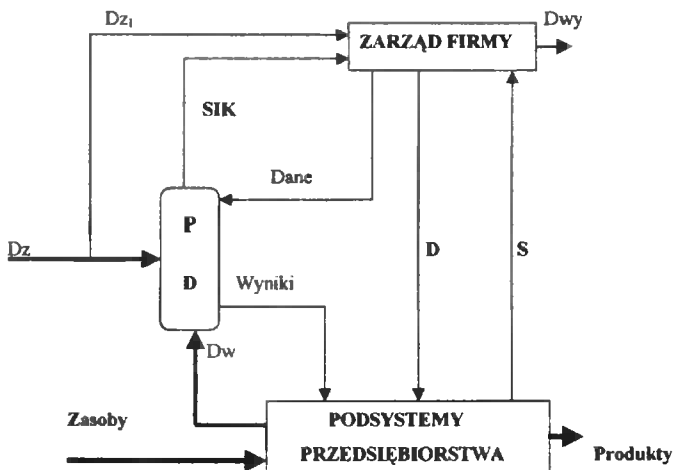 Dz₁
Dwy
ZARZĄD FIRMY
SIK
Dane
P
Dz
D
S
D
Wyniki
Dw
Zasoby
PODSYSTEMY
PRZEDSIĘBIORSTWA
Produkty